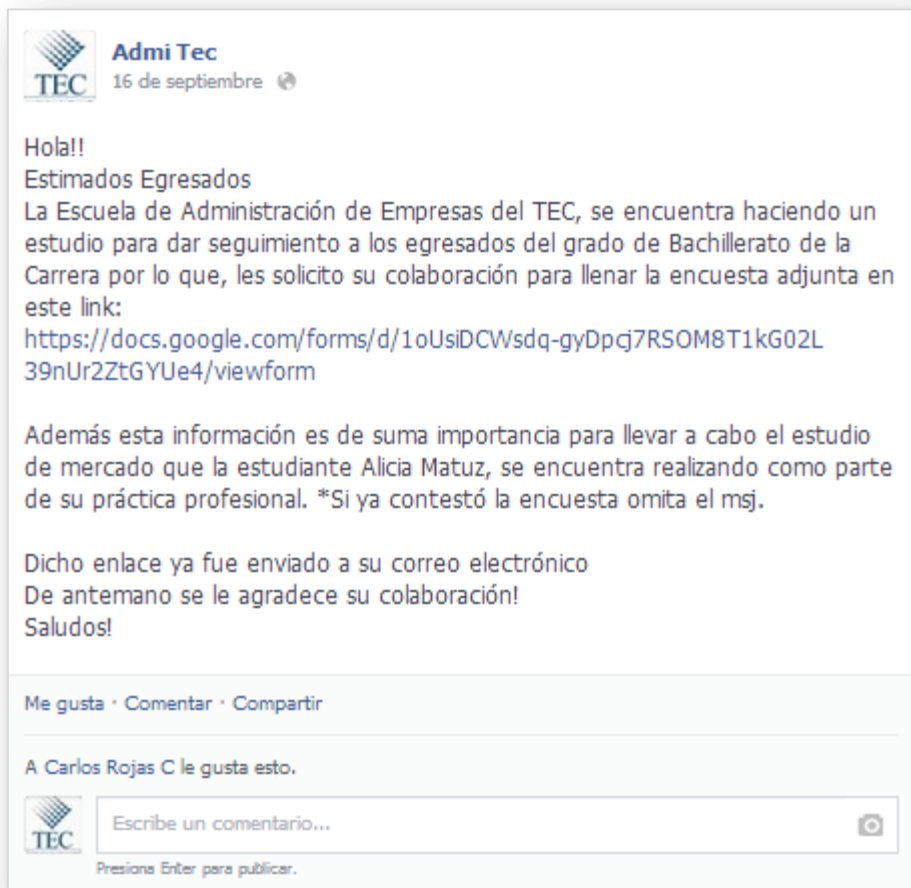 TEC
Admi Tec
16 de septiembre
Hola!!
Estimados Egresados
La Escuela de Administración de Empresas del TEC, se encuentra haciendo un
estudio para dar seguimiento a los egresados del grado de Bachillerato de la
Carrera por lo que, les solicito su colaboración para llenar la encuesta adjunta en
este link:
https://docs.google.com/forms/d/1oUsiDCWsdq-gyDpcj7RSOM8T1kG02L
39nUr2ZtGYUe4/viewform
Además esta información es de suma importancia para llevar a cabo el estudio
de mercado que la estudiante Alicia Matuz, se encuentra realizando como parte
de su práctica profesional. *Si ya contestó la encuesta omita el msj.
Dicho enlace ya fue enviado a su correo electrónico
De antemano se le agradece su colaboración!
Saludos!
Me gusta · Comentar · Compartir
A Carlos Rojas C le gusta esto.
TEC
Escribe un comentario...
Presiona Enter para publicar.